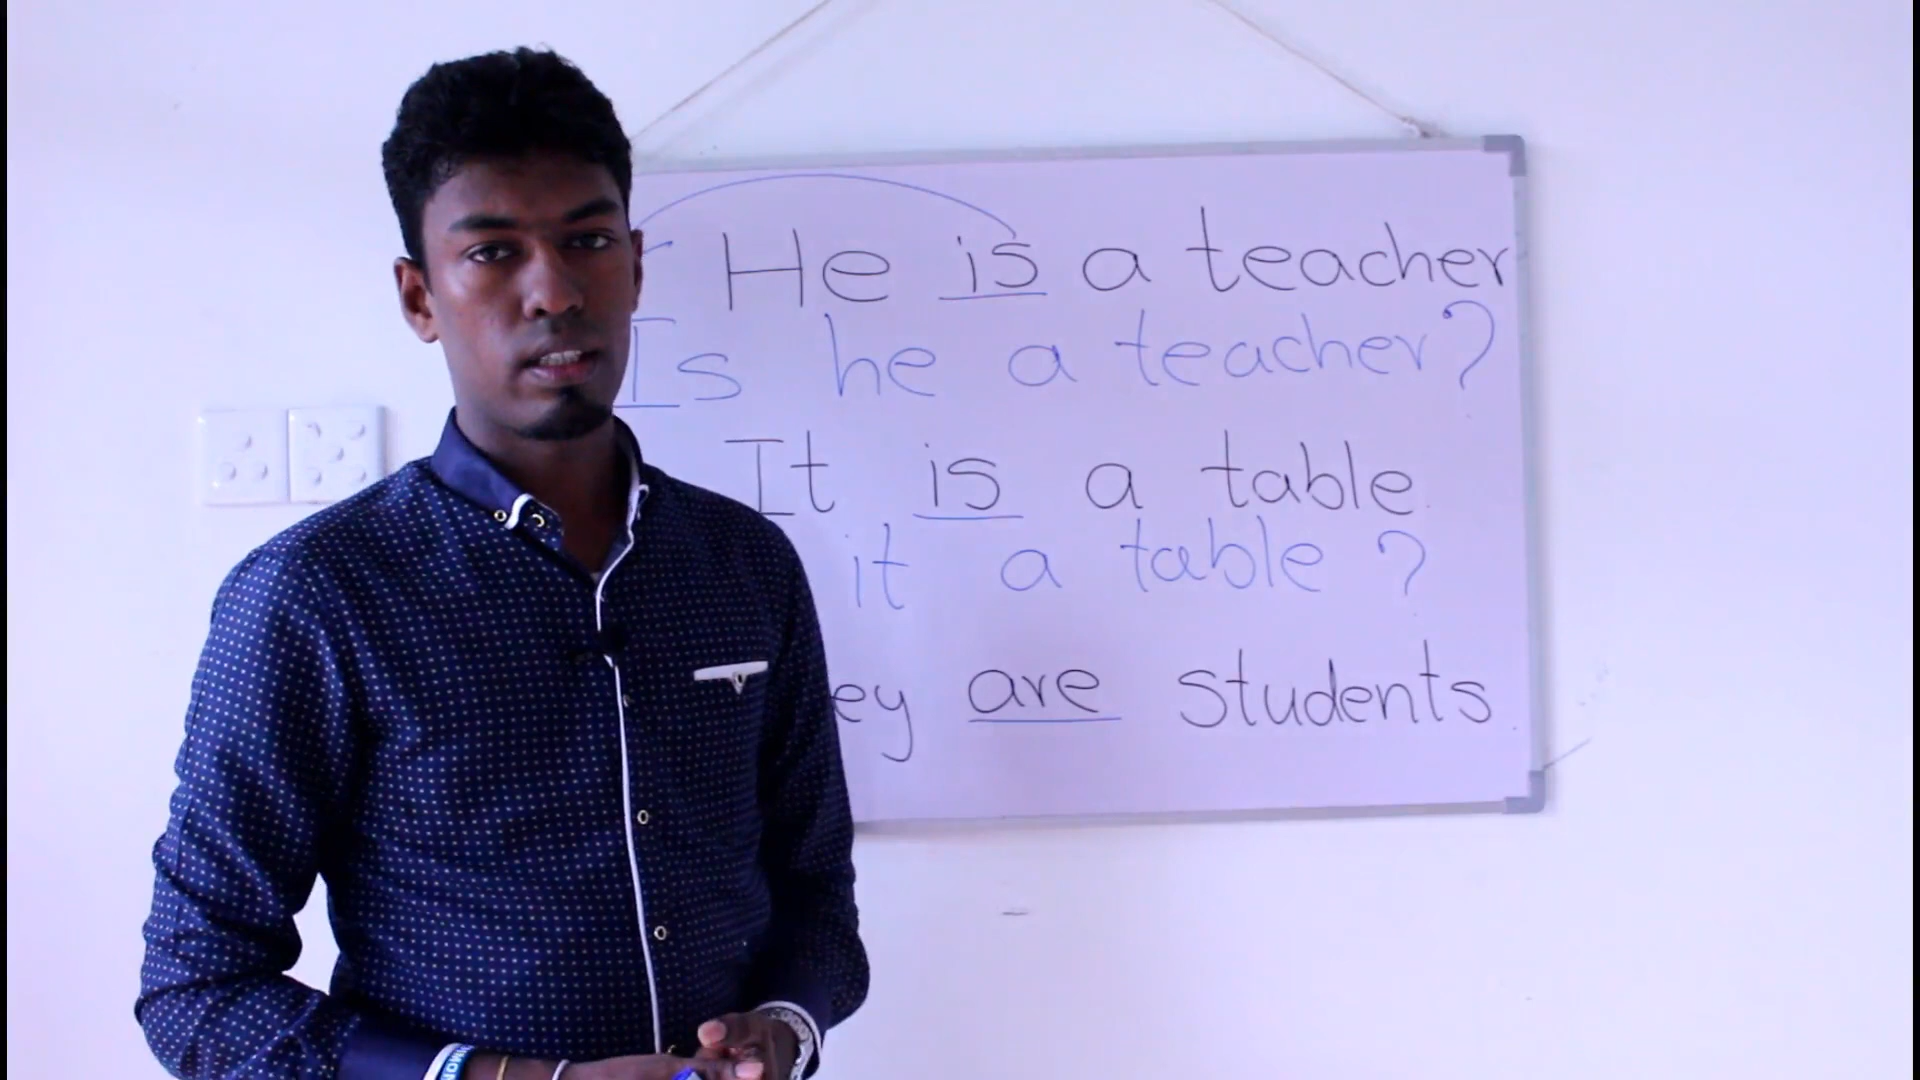 He is a teacher
Is he a teacher?
It is a table
it a table ?
are students